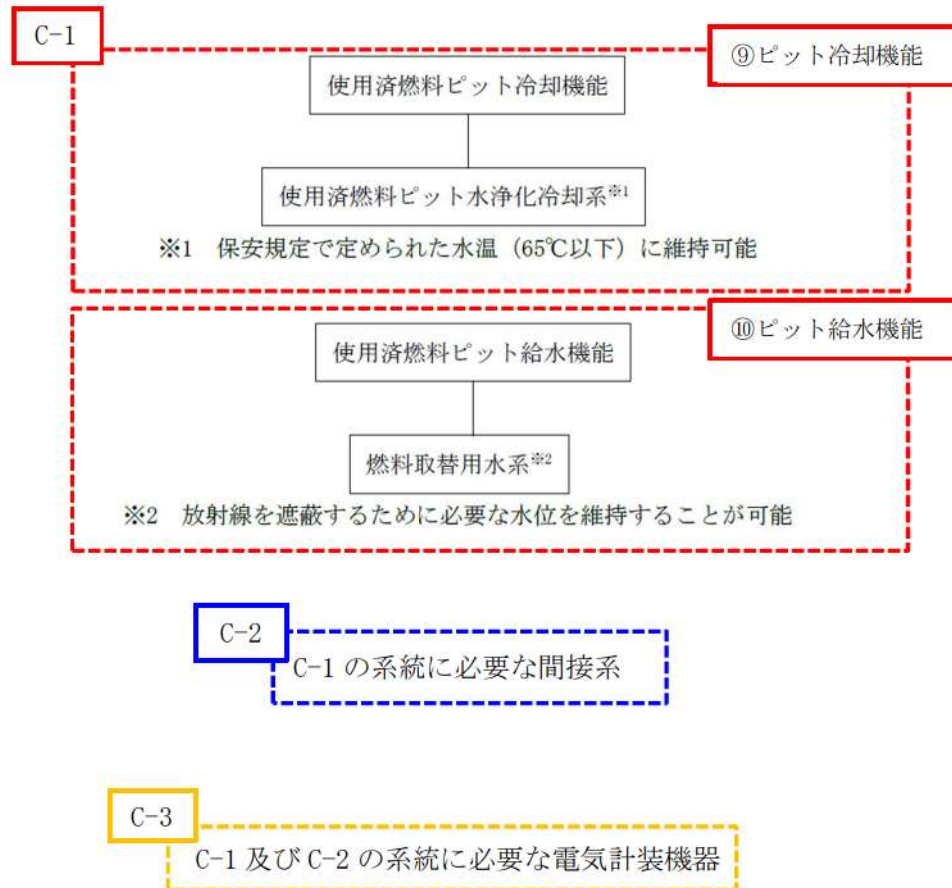 C-1
⑨ピット冷却機能
使用済燃料ピット冷却機能
使用済燃料ピット水浄化冷却系※1
※1　保安規定で定められた水温（65℃以下）に維持可能
⑩ピット給水機能
使用済燃料ピット給水機能
燃料取替用水系※2
※2　放射線を遮蔽するために必要な水位を維持することが可能
C-2
C-1 の系統に必要な間接系
C-3
C-1 及び C-2 の系統に必要な電気計装機器